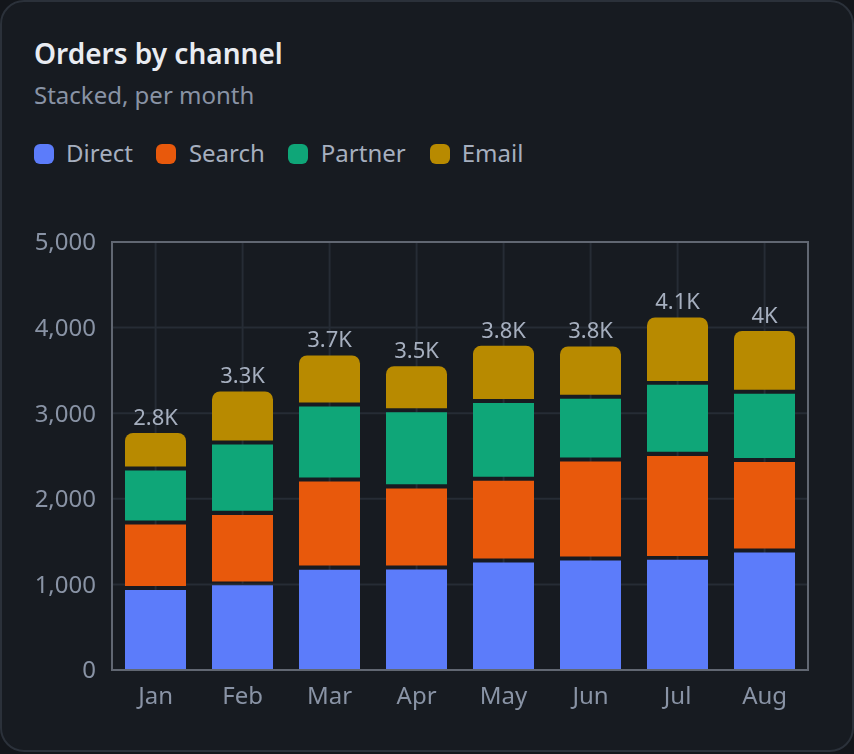 Orders by channel
Stacked, per month
Direct Search Partner Email
5,000
4,000
3,000
2,000
1,000
0
2.8K 3.3K 3.7K 3.5K 3.8K 3.8K 4.1K 4K
Jan Feb Mar Apr May Jun Jul Aug